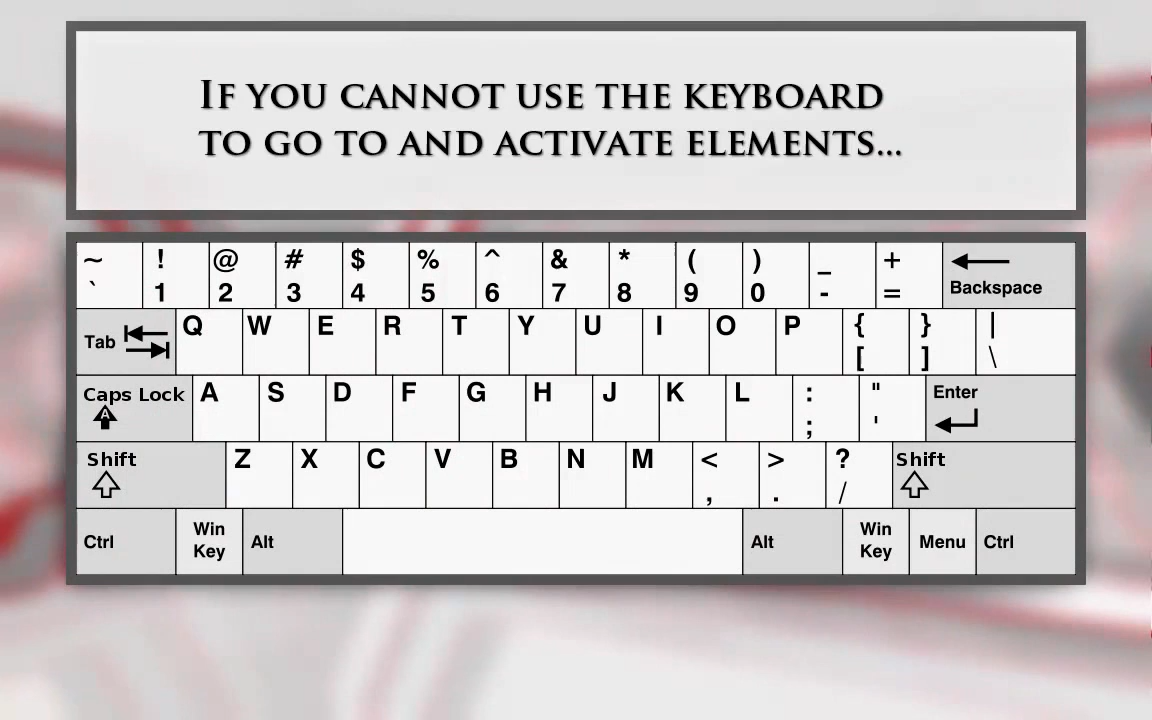 IF YOU CANNOT USE THE KEYBOARD
TO GO TO AND ACTIVATE ELEMENTS...
~ ! @ # $ % ^ & * ( ) _ +
` 1 2 3 4 5 6 7 8 9 0 - = Backspace
Tab Q W E R T Y U I O P { } |
[ ] \
Caps Lock A S D F G H J K L : " Enter
A ; '
Shift Z X C V B N M < > ? Shift
, . /
Ctrl Win Key Alt Alt Win Key Menu Ctrl